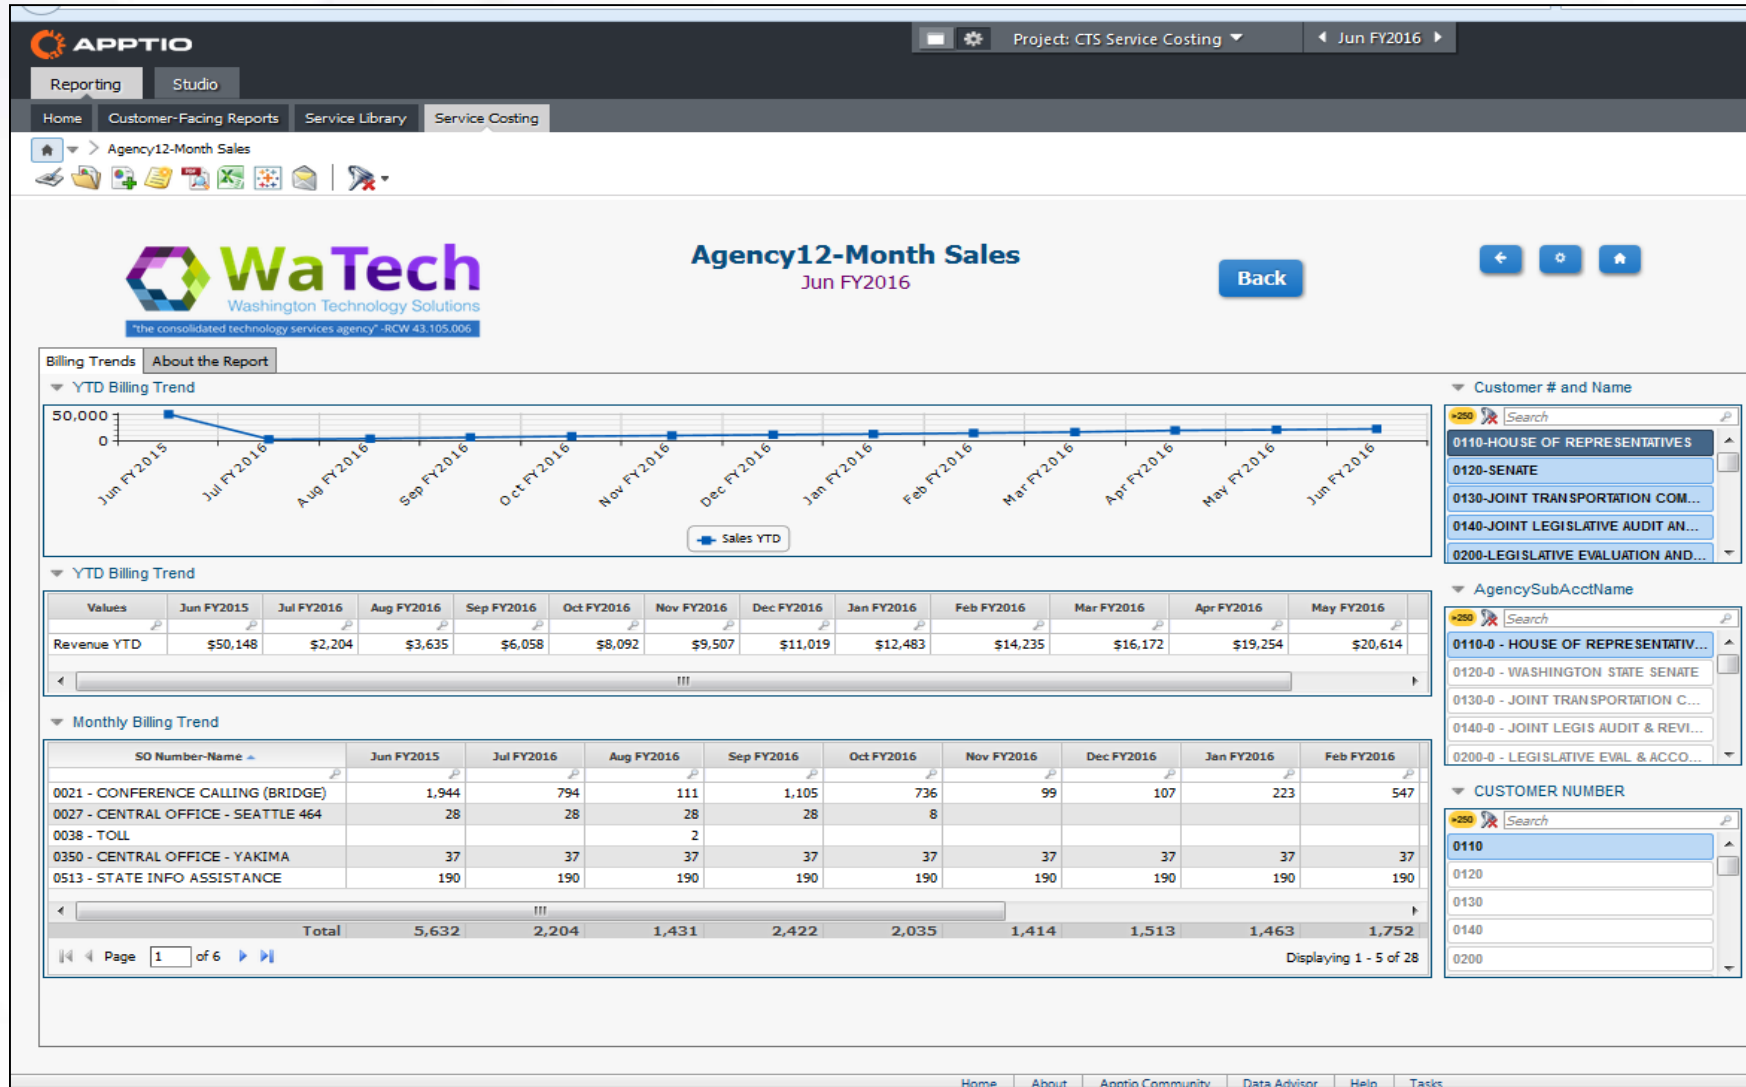 APPTIO
Project: CTS Service Costing
Jun FY2016
Reporting Studio
Home Customer-Facing Reports Service Library Service Costing
Agency12-Month Sales
WaTech
Washington Technology Solutions
"the consolidated technology services agency" -RCW 43.105.006
Agency12-Month Sales
Jun FY2016
Back
Billing Trends About the Report
YTD Billing Trend
50,000
0
Jun FY2015 Jul FY2016 Aug FY2016 Sep FY2016 Oct FY2016 Nov FY2016 Dec FY2016 Jan FY2016 Feb FY2016 Mar FY2016 Apr FY2016 May FY2016 Jun FY2016
Sales YTD
YTD Billing Trend
Values Jun FY2015 Jul FY2016 Aug FY2016 Sep FY2016 Oct FY2016 Nov FY2016 Dec FY2016 Jan FY2016 Feb FY2016 Mar FY2016 Apr FY2016 May FY2016
Revenue YTD $50,148 $2,204 $3,635 $6,058 $8,092 $9,507 $11,019 $12,483 $14,235 $16,172 $19,254 $20,614
Monthly Billing Trend
SO Number-Name Jun FY2015 Jul FY2016 Aug FY2016 Sep FY2016 Oct FY2016 Nov FY2016 Dec FY2016 Jan FY2016 Feb FY2016
0021 - CONFERENCE CALLING (BRIDGE) 1,944 794 111 1,105 736 99 107 223 547
0027 - CENTRAL OFFICE - SEATTLE 464 28 28 28 28 8
0038 - TOLL 2
0350 - CENTRAL OFFICE - YAKIMA 37 37 37 37 37 37 37 37 37
0513 - STATE INFO ASSISTANCE 190 190 190 190 190 190 190 190 190
Total 5,632 2,204 1,431 2,422 2,035 1,414 1,513 1,463 1,752
Page 1 of 6
Displaying 1 - 5 of 28
Customer # and Name
>250 Search
0110-HOUSE OF REPRESENTATIVES
0120-SENATE
0130-JOINT TRANSPORTATION COM...
0140-JOINT LEGISLATIVE AUDIT AN...
0200-LEGISLATIVE EVALUATION AND...
AgencySubAcctName
>250 Search
0110-0 - HOUSE OF REPRESENTATIV...
0120-0 - WASHINGTON STATE SENATE
0130-0 - JOINT TRANSPORTATION C...
0140-0 - JOINT LEGIS AUDIT & REVI...
0200-0 - LEGISLATIVE EVAL & ACCO...
CUSTOMER NUMBER
>250 Search
0110
0120
0130
0140
0200
Home About Apptio Community Data Advisor Help Tasks